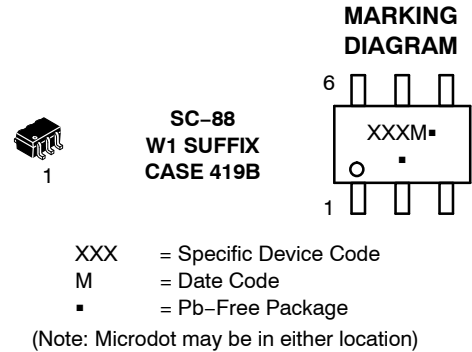 MARKING
DIAGRAM
6
XXXM▪
▪
1
SC−88
W1 SUFFIX
CASE 419B
1
XXX = Specific Device Code
M = Date Code
▪ = Pb−Free Package
(Note: Microdot may be in either location)